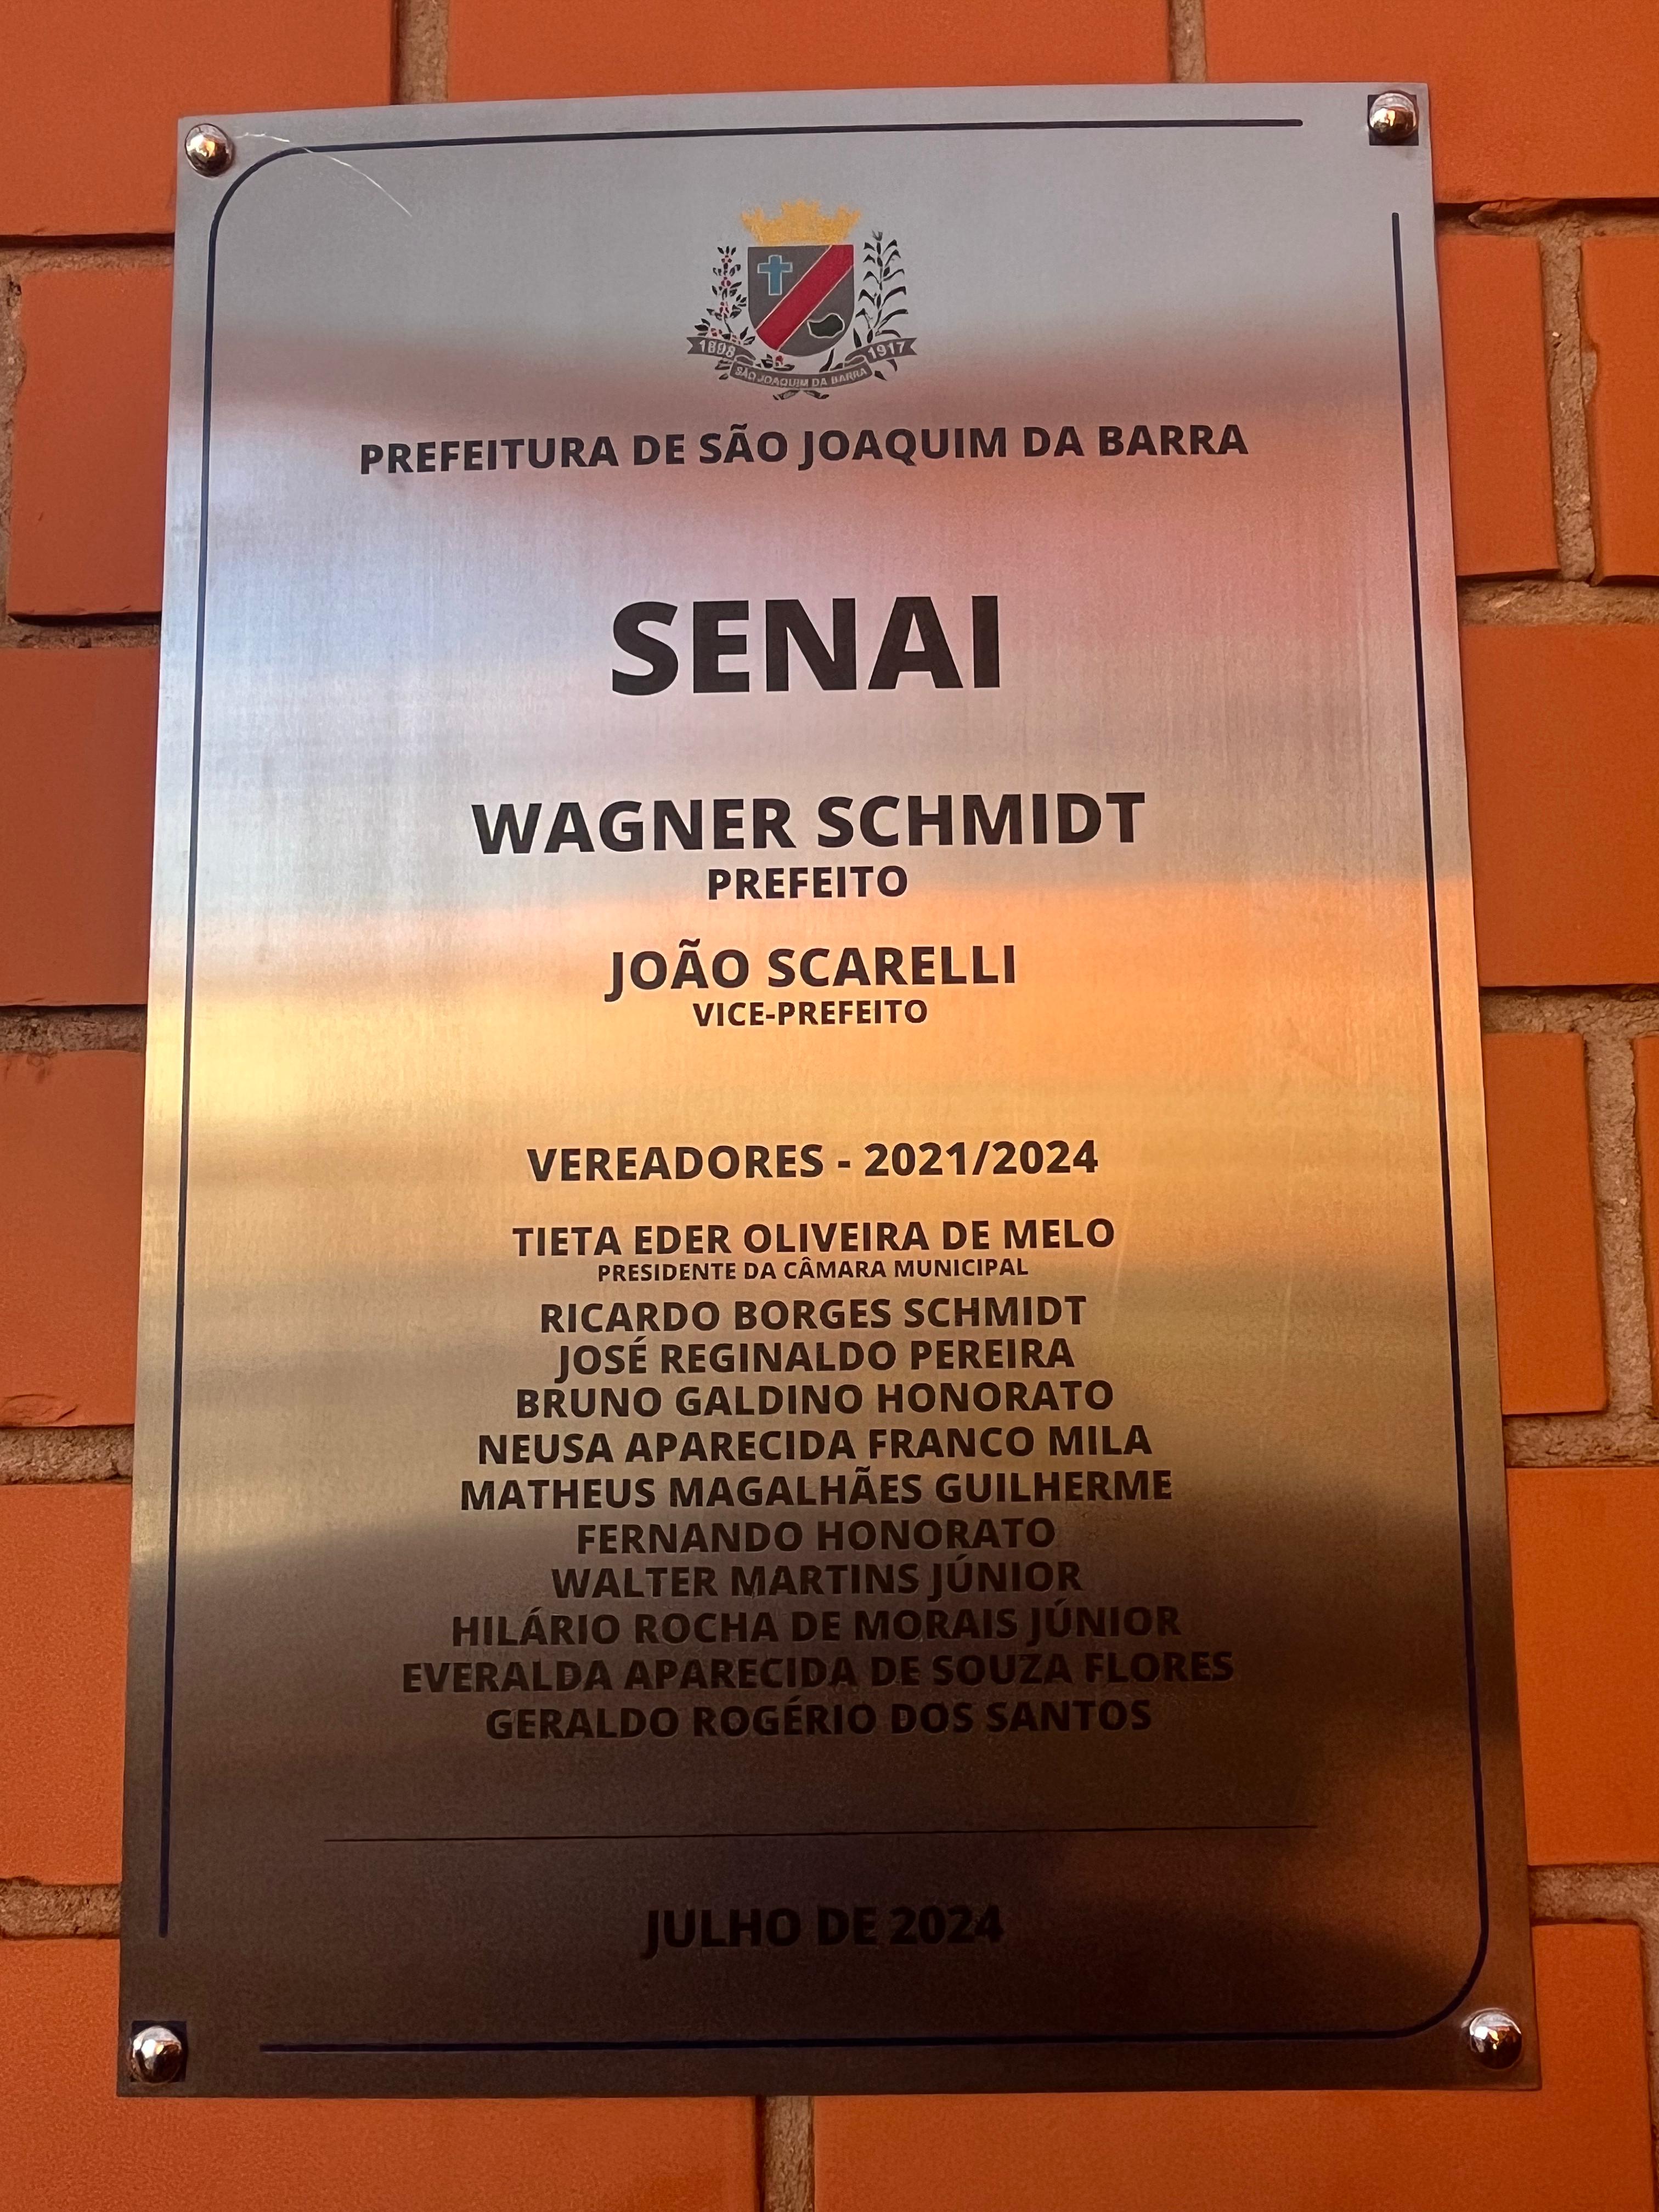 1898
1917
SÃO JOAQUIM DA BARRA
PREFEITURA DE SÃO JOAQUIM DA BARRA
SENAI
WAGNER SCHMIDT
PREFEITO
JOÃO SCARELLI
VICE-PREFEITO
VEREADORES - 2021/2024
TIETA EDER OLIVEIRA DE MELO
PRESIDENTE DA CÂMARA MUNICIPAL
RICARDO BORGES SCHMIDT
JOSÉ REGINALDO PEREIRA
BRUNO GALDINO HONORATO
NEUSA APARECIDA FRANCO MILA
MATHEUS MAGALHÃES GUILHERME
FERNANDO HONORATO
WALTER MARTINS JÚNIOR
HILÁRIO ROCHA DE MORAIS JÚNIOR
EVERALDA APARECIDA DE SOUZA FLORES
GERALDO ROGÉRIO DOS SANTOS
JULHO DE 2024